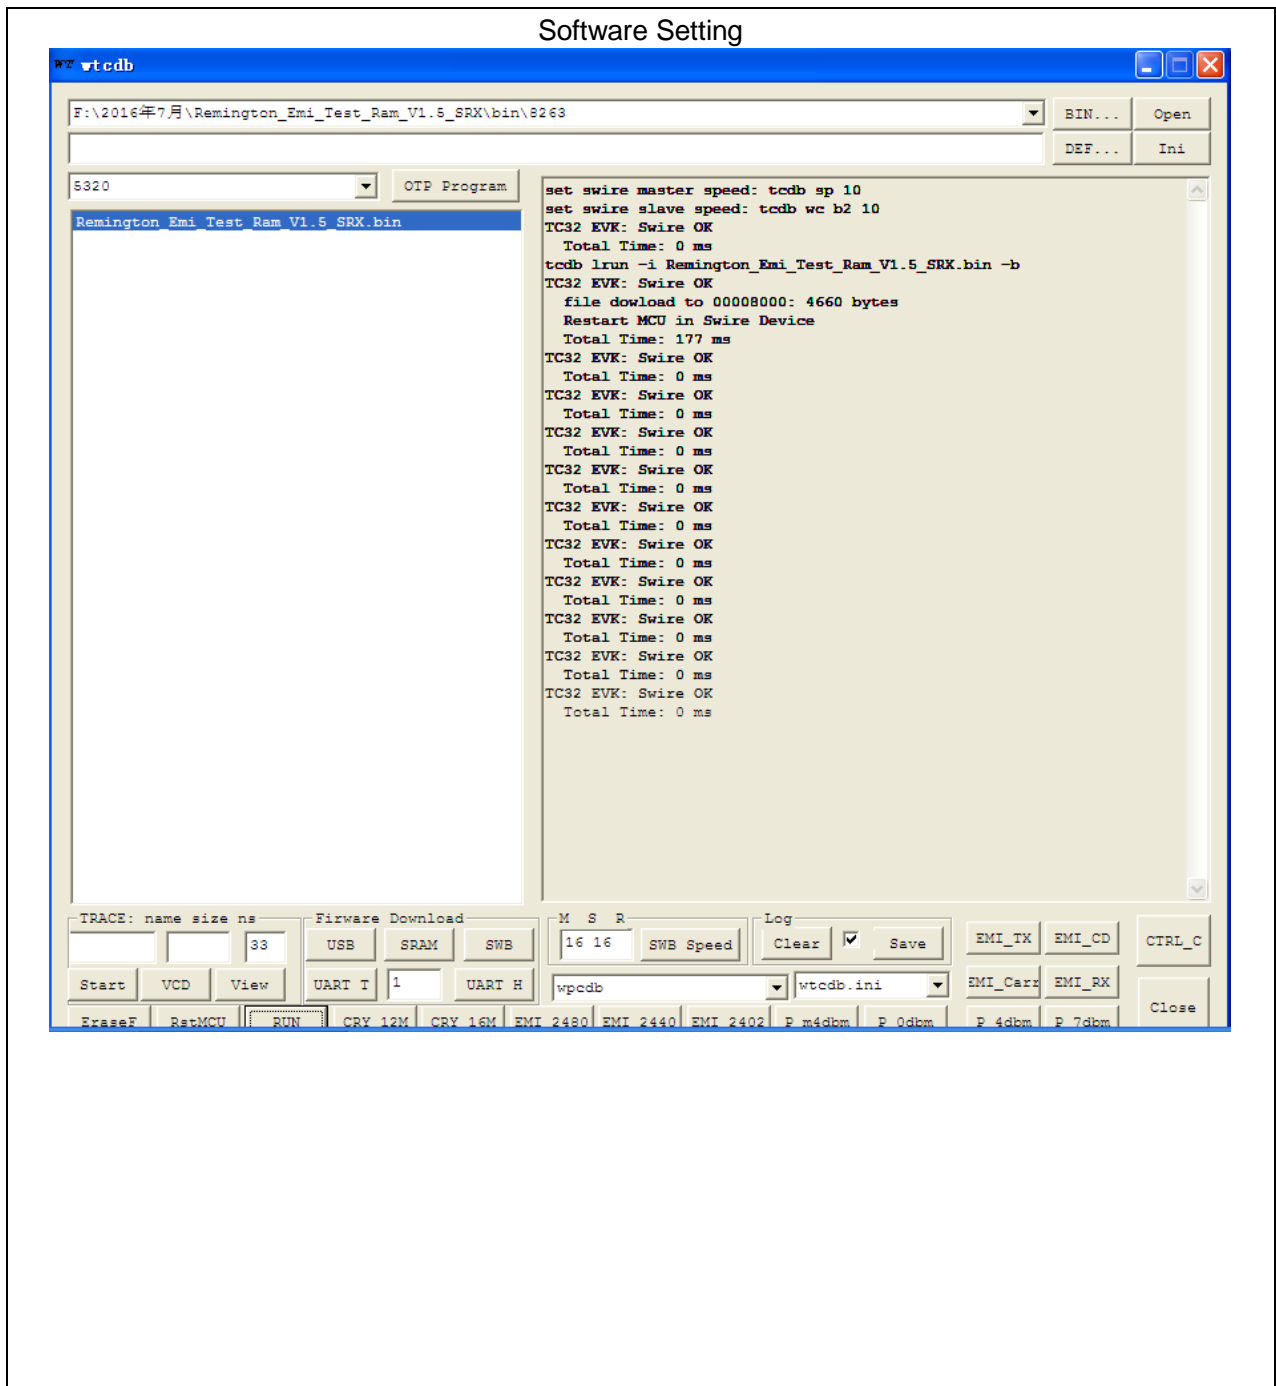 Software Setting
WT wtcdb
F:\2016年7月\Remington_Emi_Test_Ram_V1.5_SRX\bin\8263
BIN...
Open
DEF...
Ini
5320
OTP Program
Remington_Emi_Test_Ram_V1.5_SRX.bin
set swire master speed: tcdb sp 10
set swire slave speed: tcdb wc b2 10
TC32 EVK: Swire OK
Total Time: 0 ms
tcdb lrun -i Remington_Emi_Test_Ram_V1.5_SRX.bin -b
TC32 EVK: Swire OK
file dowload to 00008000: 4660 bytes
Restart MCU in Swire Device
Total Time: 177 ms
TC32 EVK: Swire OK
Total Time: 0 ms
TC32 EVK: Swire OK
Total Time: 0 ms
TC32 EVK: Swire OK
Total Time: 0 ms
TC32 EVK: Swire OK
Total Time: 0 ms
TC32 EVK: Swire OK
Total Time: 0 ms
TC32 EVK: Swire OK
Total Time: 0 ms
TC32 EVK: Swire OK
Total Time: 0 ms
TC32 EVK: Swire OK
Total Time: 0 ms
TC32 EVK: Swire OK
Total Time: 0 ms
TC32 EVK: Swire OK
Total Time: 0 ms
TRACE: name size ns
33
Start
VCD
View
Firware Download
USB
SRAM
SWB
UART T
1
UART H
M S R
16 16
SWB Speed
Log
Clear
Save
wpcdb
wtcdb.ini
EMI_TX
EMI_CD
CTRL_C
EMI_Carr
EMI_RX
Close
EraseF
RstMCU
RUN
CRY 12M
CRY 16M
EMI 2480
EMI 2440
EMI 2402
P m4dbm
P 0dbm
P 4dbm
P 7dbm